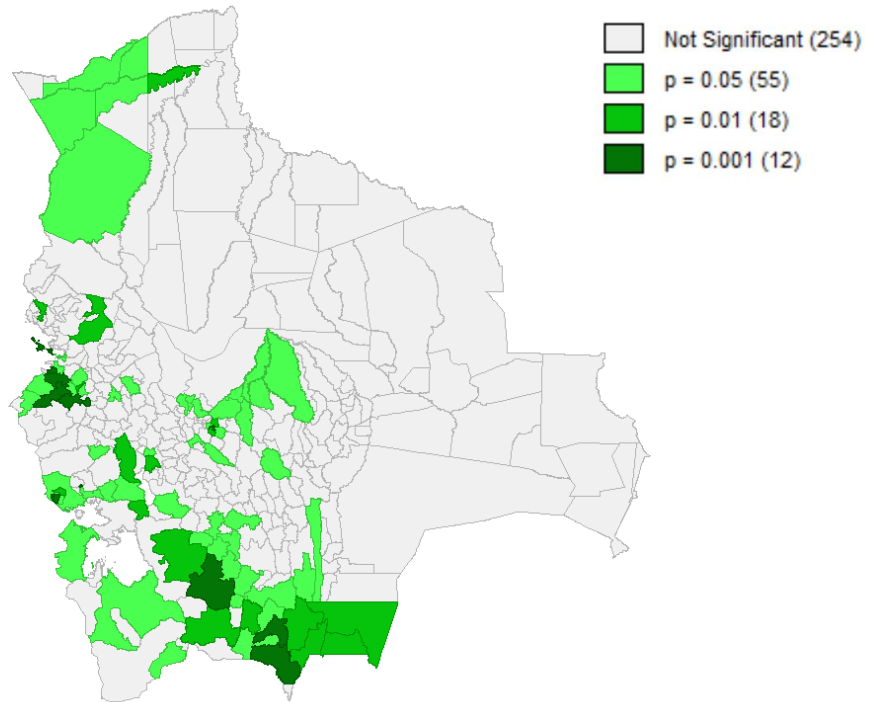 Not Significant (254)
p = 0.05 (55)
p = 0.01 (18)
p = 0.001 (12)